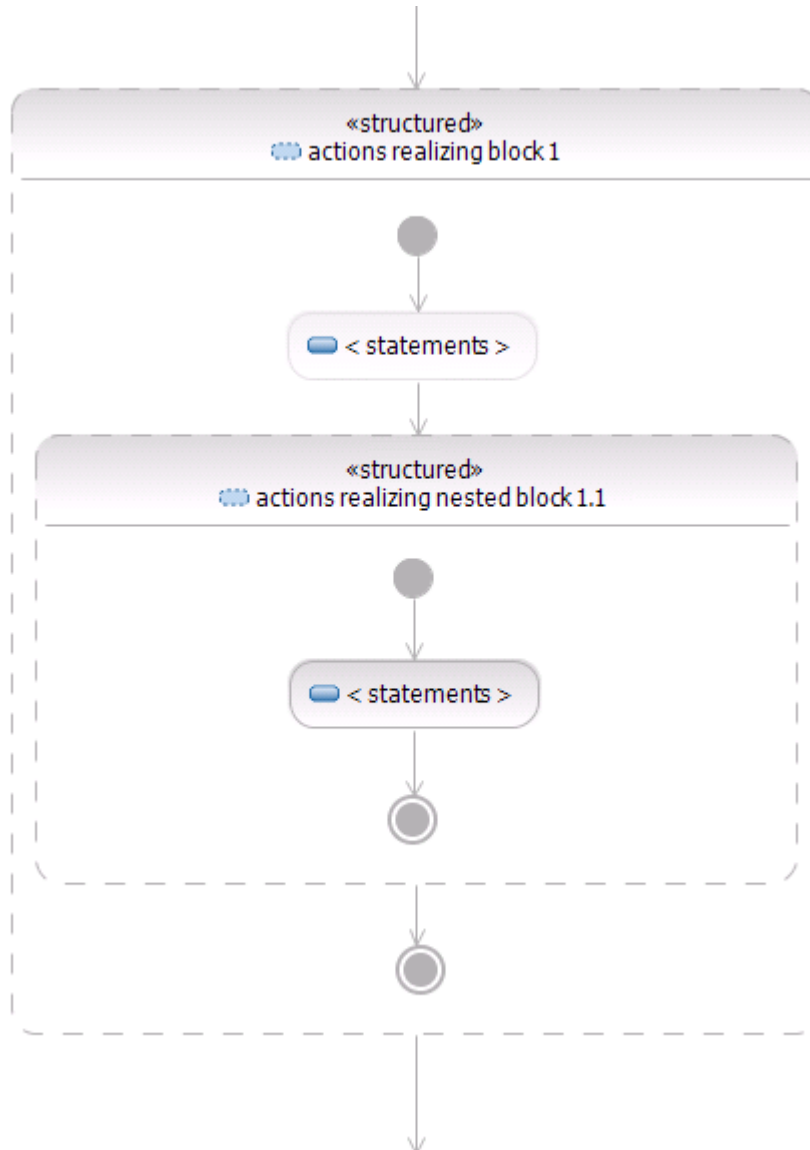 «structured»
actions realizing block 1
< statements >
«structured»
actions realizing nested block 1.1
< statements >